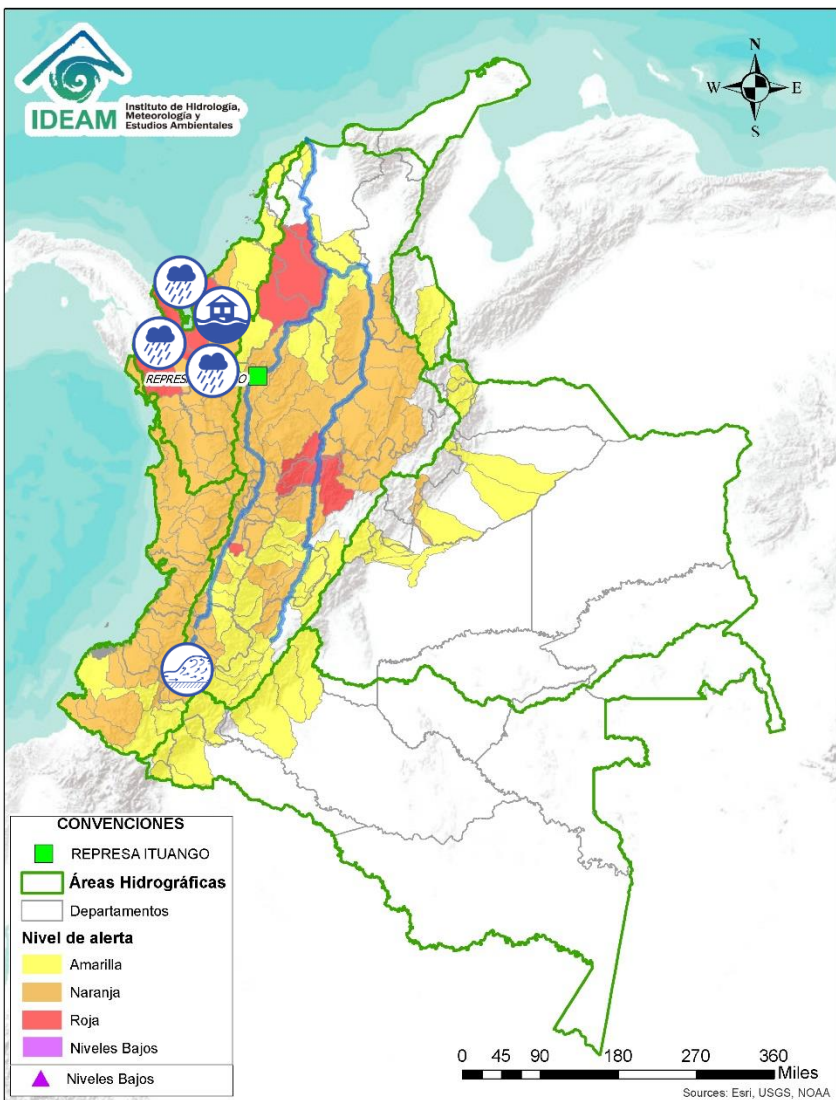 IDEAM
Instituto de Hidrología,
Meteorología y
Estudios Ambientales
N
W
E
S
REPRES
O
CONVENCIONES
REPRESA ITUANGO
Áreas Hidrográficas
Departamentos
Nivel de alerta
Amarilla
Naranja
Roja
Niveles Bajos
Niveles Bajos
0 45 90 180 270 360
Miles
Sources: Esri, USGS, NOAA